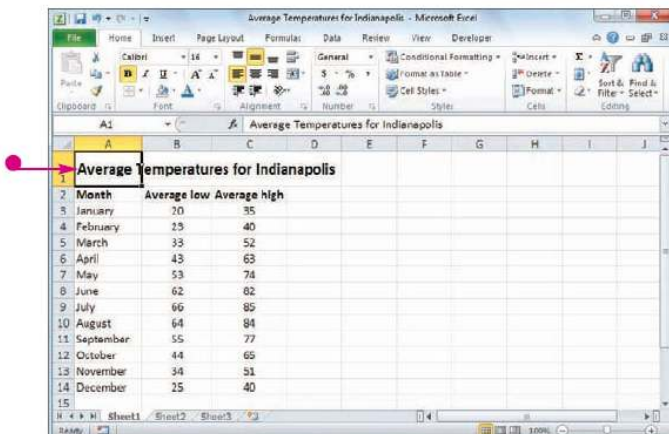 Average Temperatures for Indianapolis - Microsoft Excel
File Home Insert Page Layout Formulas Data Review View Developer
Calibri 16 General Conditional Formatting Insert
Paste B I U A A $ % , Format as Table Delete Sort & Find &
A Cell Styles Format Filter Select
Clipboard Font Alignment Number Styles Cells Editing
A1 fx Average Temperatures for Indianapolis
A B C D E F G H I J
1 Average Temperatures for Indianapolis
2 Month Average low Average high
3 January 20 35
4 February 23 40
5 March 33 52
6 April 43 63
7 May 53 74
8 June 62 82
9 July 66 85
10 August 64 84
11 September 55 77
12 October 44 65
13 November 34 51
14 December 25 40
15
Sheet1 Sheet2 Sheet3
Ready 100%